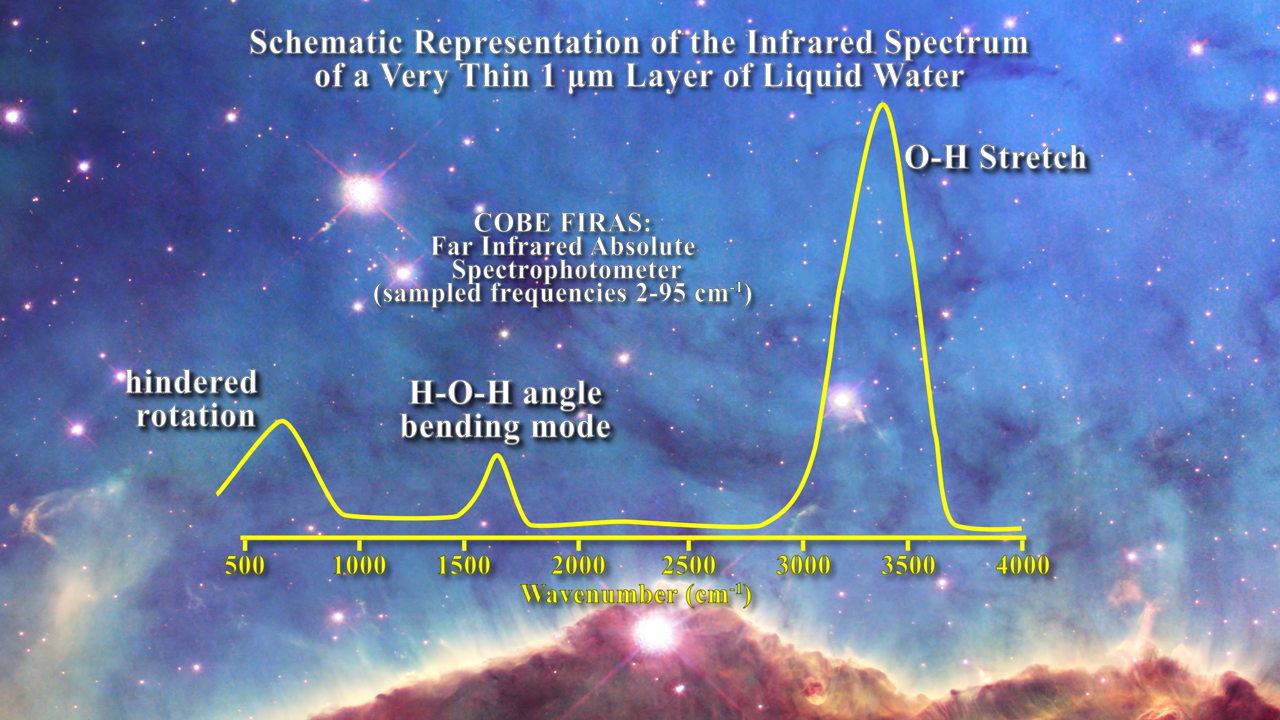 Schematic Representation of the Infrared Spectrum
of a Very Thin 1 µm Layer of Liquid Water
O-H Stretch
COBE FIRAS:
Far Infrared Absolute
Spectrophotometer
(sampled frequencies 2-95 cm⁻¹)
hindered
rotation
H-O-H angle
bending mode
500 1000 1500 2000 2500 3000 3500 4000
Wavenumber (cm⁻¹)